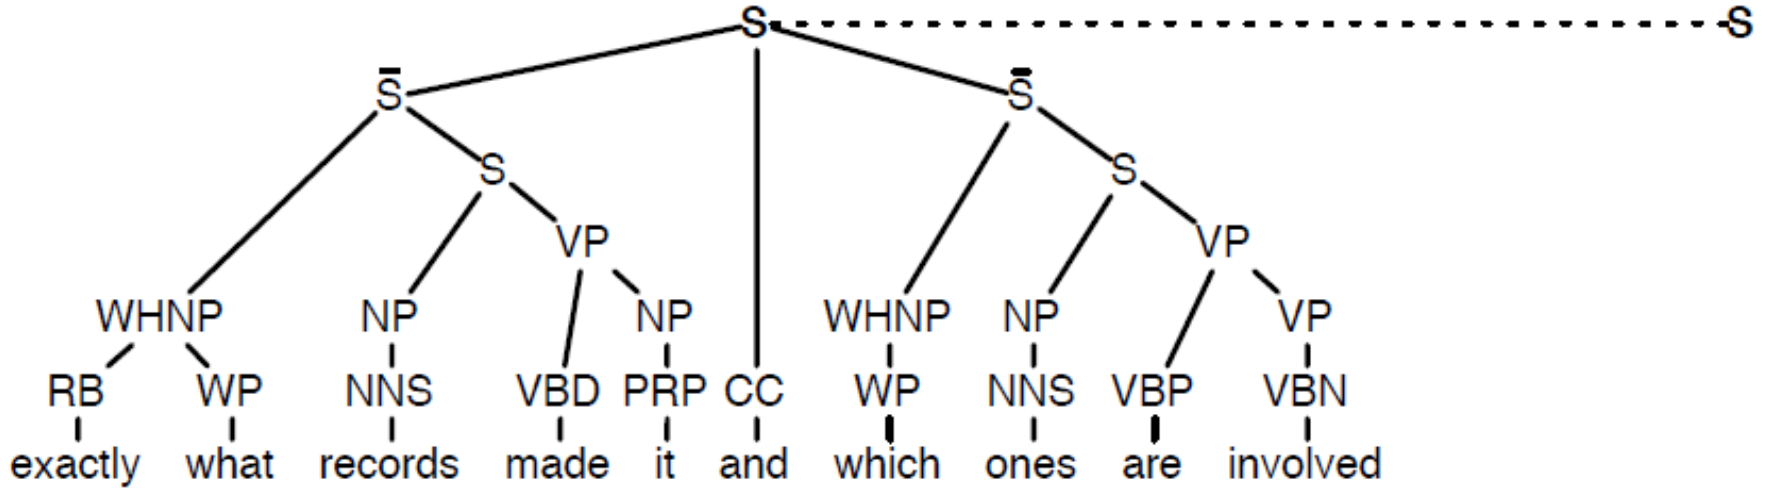 S S
S̄ S̄
S S
VP VP
WHNP NP NP WHNP NP VP
RB WP NNS VBD PRP CC WP NNS VBP VBN
exactly what records made it and which ones are involved